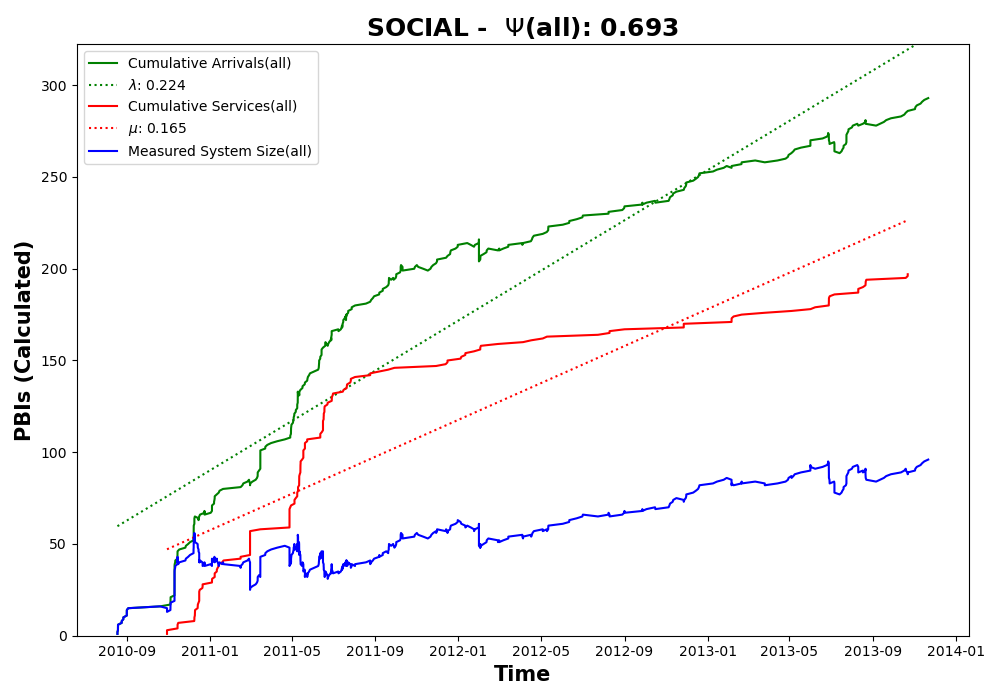 SOCIAL - Ψ(all): 0.693
Cumulative Arrivals(all)
λ: 0.224
Cumulative Services(all)
μ: 0.165
Measured System Size(all)
PBIs (Calculated)
300
250
200
150
100
50
0
2010-09 2011-01 2011-05 2011-09 2012-01 2012-05 2012-09 2013-01 2013-05 2013-09 2014-01
Time